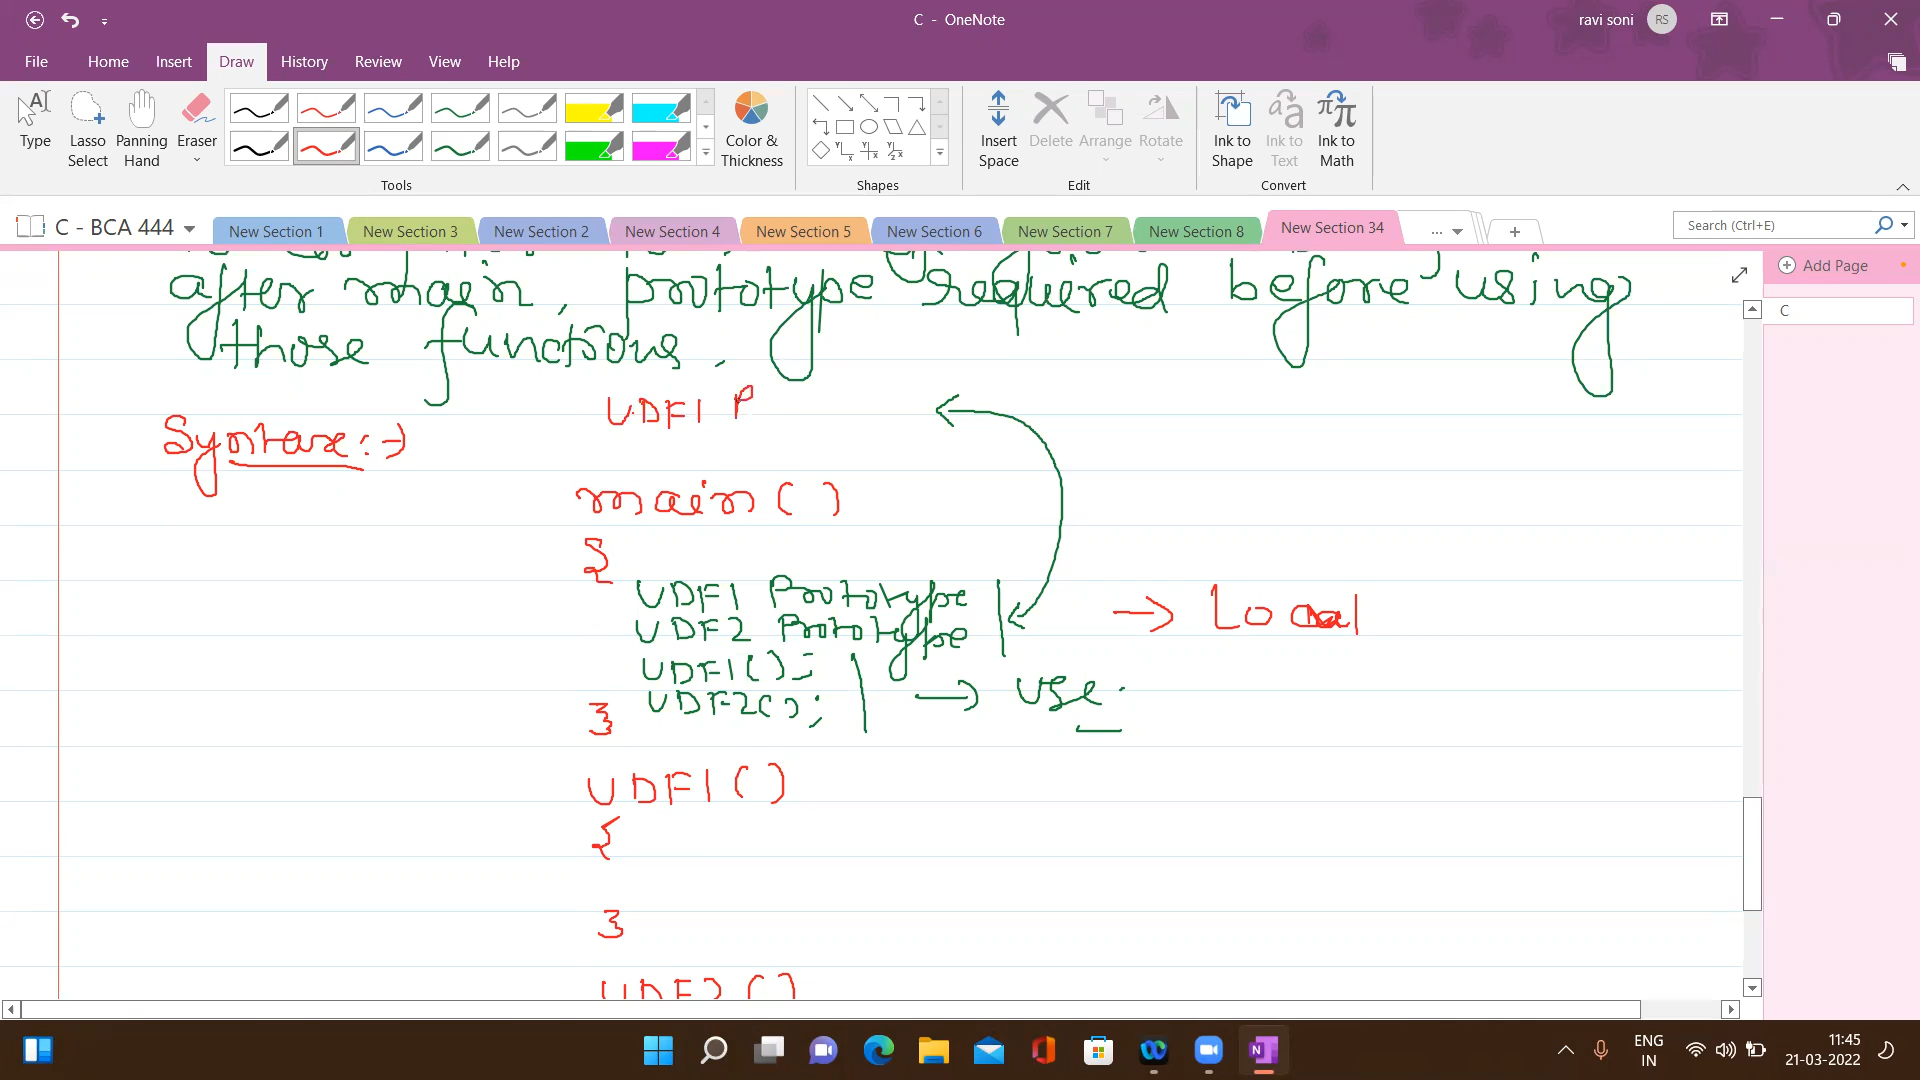 C - OneNote
ravi soni
RS
File
Home
Insert
Draw
History
Review
View
Help
Type
Lasso Select
Panning Hand
Eraser
Color & Thickness
Insert Space
Delete
Arrange
Rotate
Ink to Shape
Ink to Text
Ink to Math
Tools
Shapes
Edit
Convert
C - BCA 444
New Section 1
New Section 3
New Section 2
New Section 4
New Section 5
New Section 6
New Section 7
New Section 8
New Section 34
...
Search (Ctrl+E)
Add Page
C
after main, prototype required before using
those functions.
UDF1 P
Syntax :→
main ( )
{
UDF1 Prototype
UDF2 Prototype
→ Local
UDF1( );
UDF2( );
→ use.
}
UDF1 ( )
{
}
UDF2 ( )
ENG
IN
11:45
21-03-2022